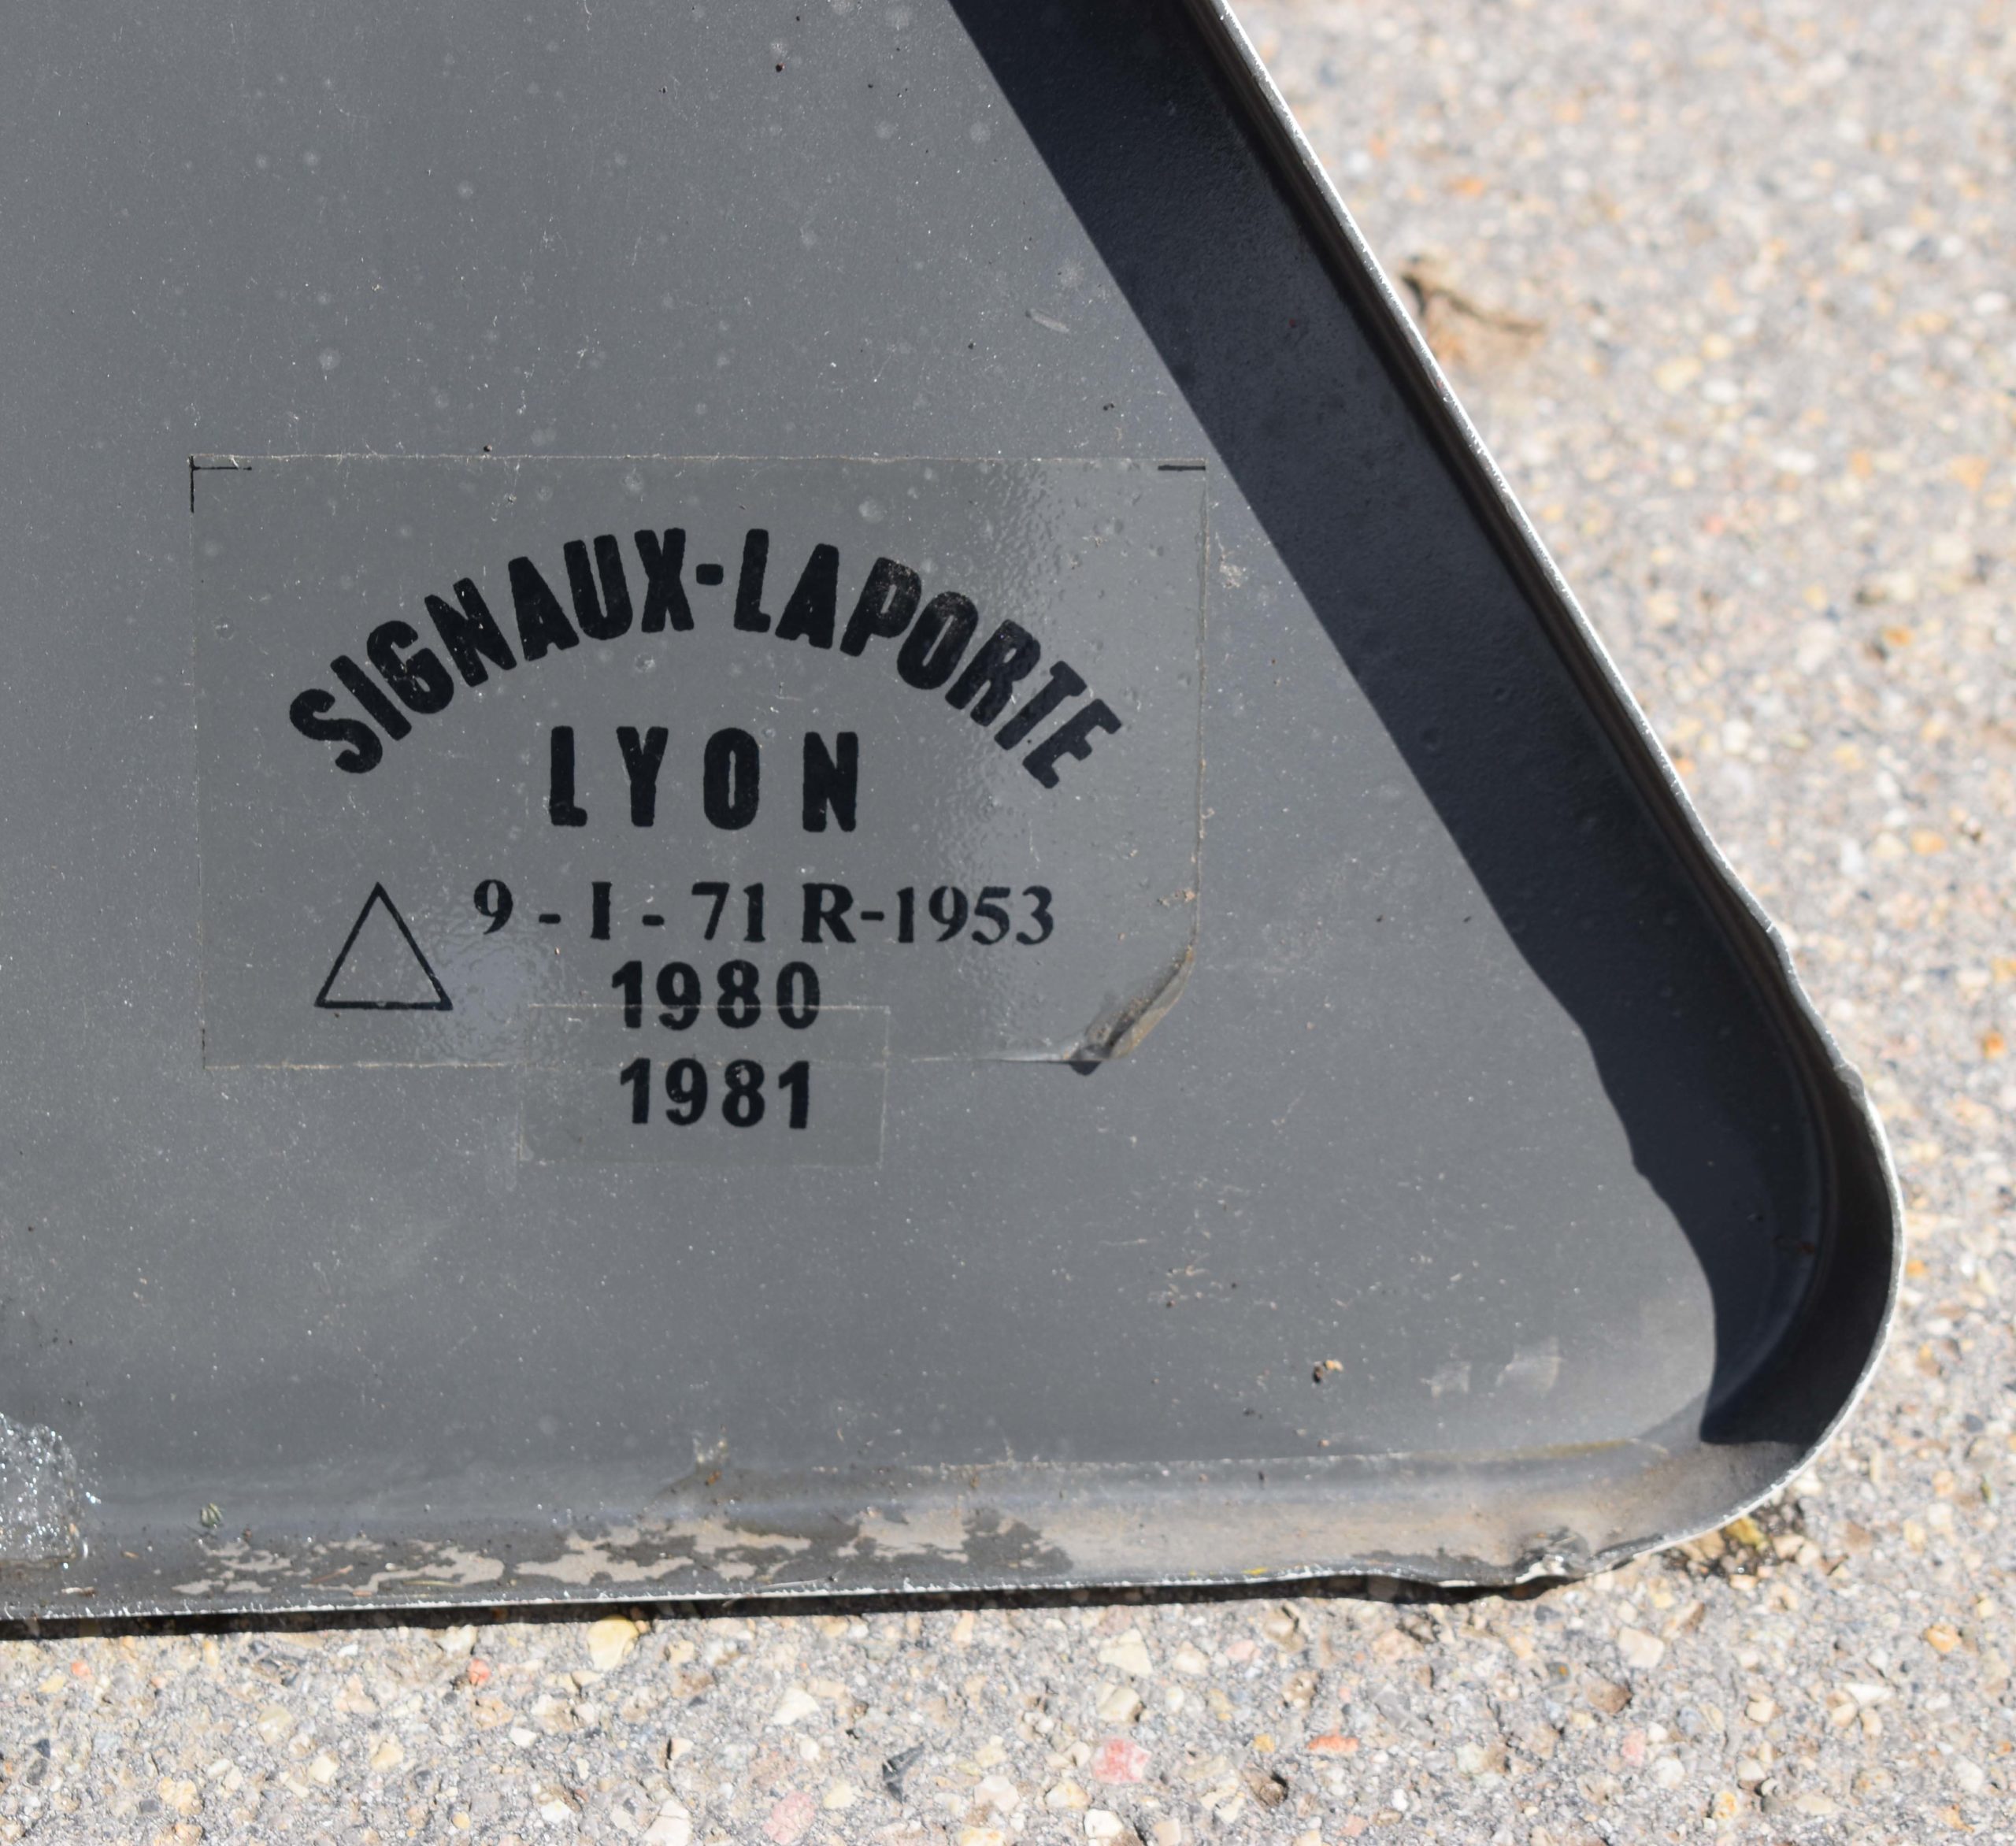 SIGNAUX-LAPORTE
LYON
9 - I - 71 R-1953
1980
1981